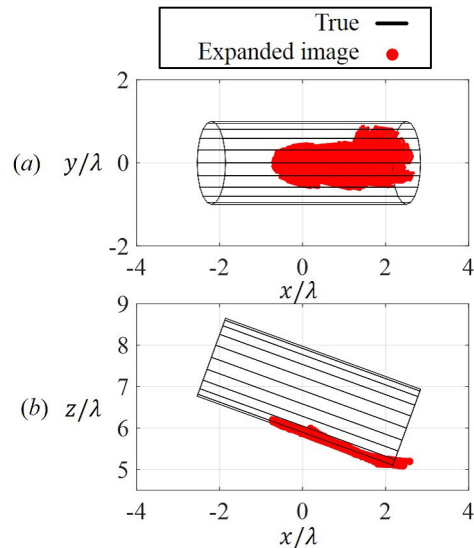 True
Expanded image
2
(a) y/λ 0
-2
-4 -2 0 2 4
x/λ
9
8
7
(b) z/λ
6
5
-4 -2 0 2 4
x/λ